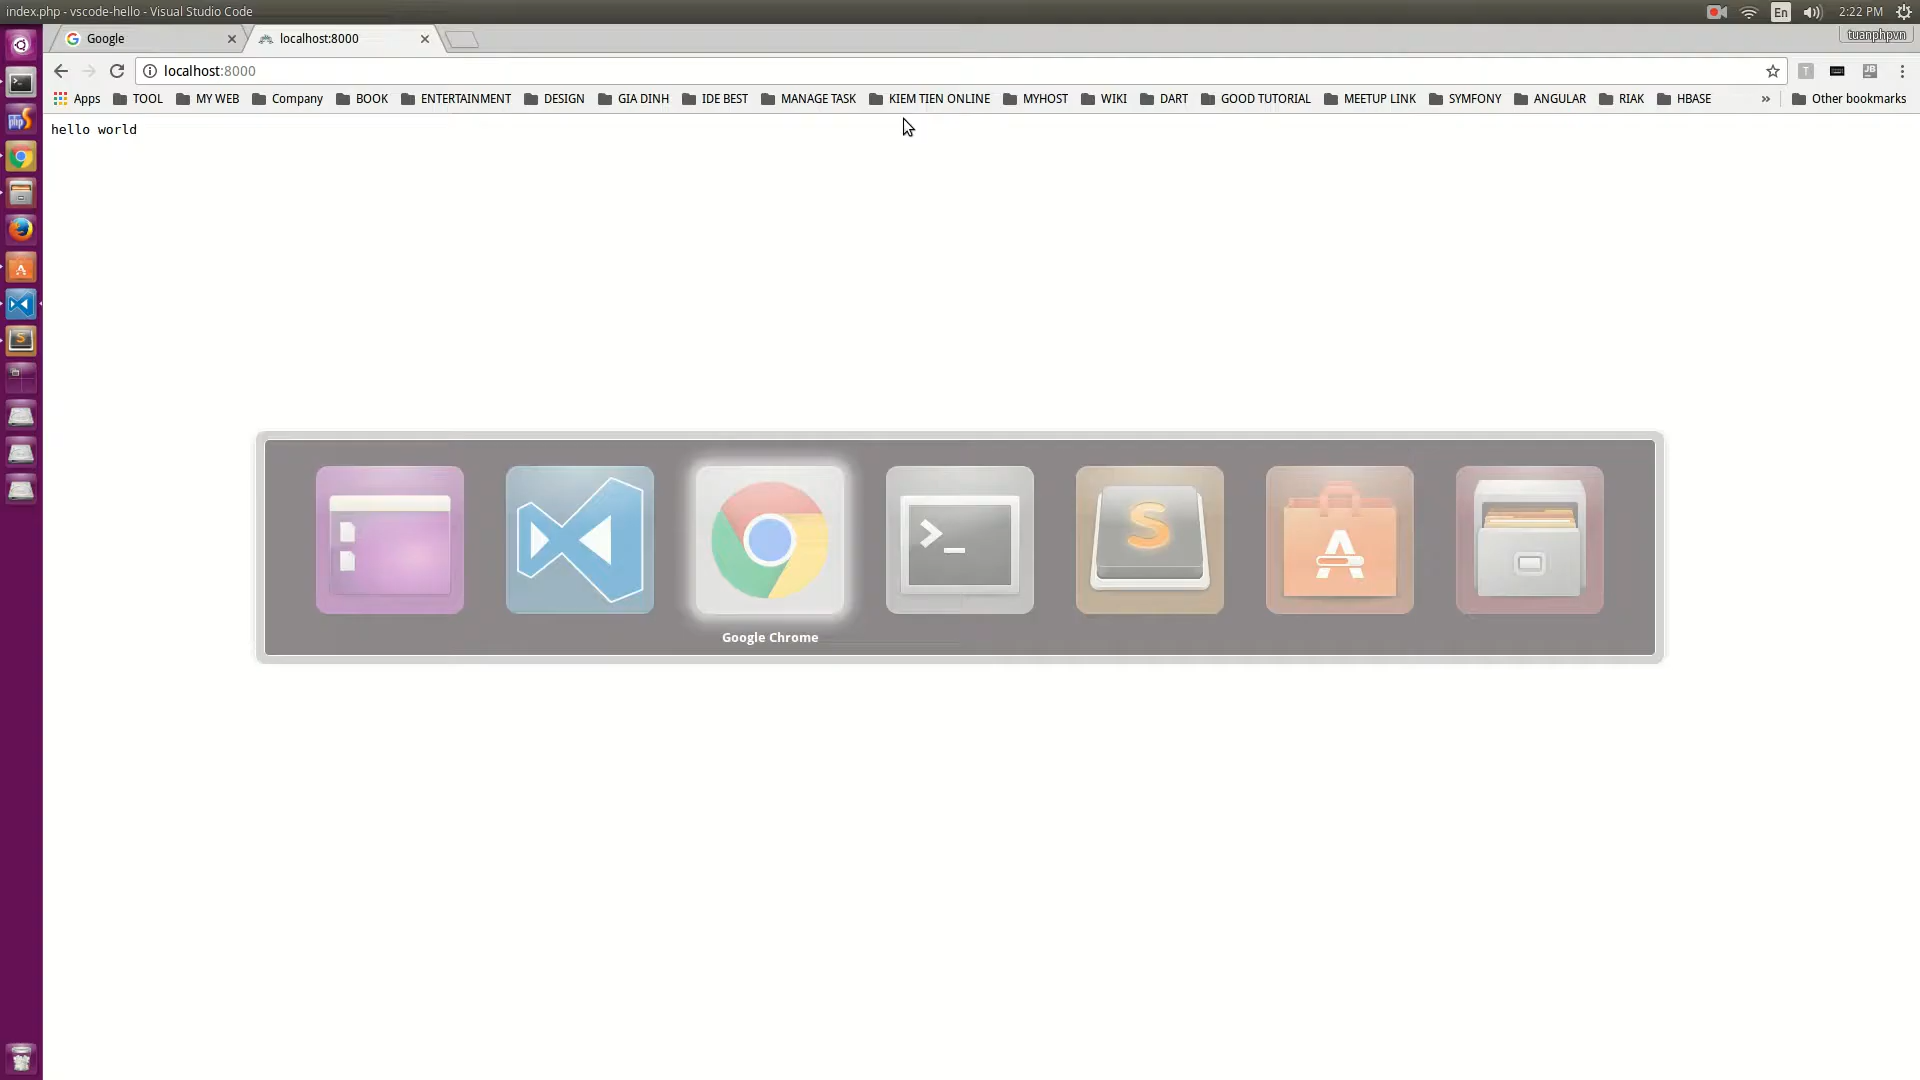 index.php - vscode-hello - Visual Studio Code
En
2:22 PM
Google
localhost:8000
tuanphpvn
localhost:8000
Apps
TOOL
MY WEB
Company
BOOK
ENTERTAINMENT
DESIGN
GIA DINH
IDE BEST
MANAGE TASK
KIEM TIEN ONLINE
MYHOST
WIKI
DART
GOOD TUTORIAL
MEETUP LINK
SYMFONY
ANGULAR
RIAK
HBASE
»
Other bookmarks
hello world
Google Chrome